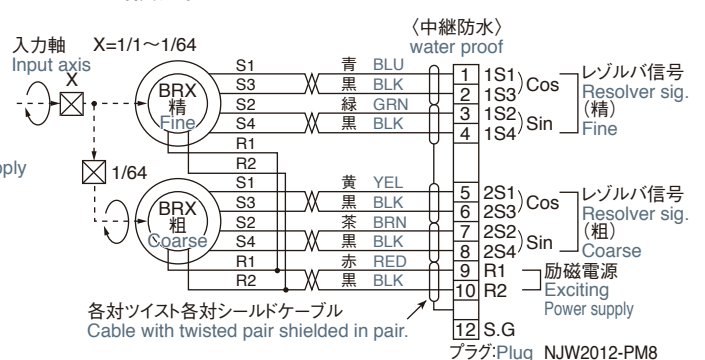 〈中継防水〉
water proof
入力軸
Input axis
X=1/1〜1/64
X
BRX
精
Fine
S1 青 BLU 1 1S1
S3 黒 BLK 2 1S3
Cos
S2 緑 GRN 3 1S2
S4 黒 BLK 4 1S4
Sin
レゾルバ信号
Resolver sig.
(精)
Fine
R1
R2
pply
1/64
BRX
粗
Coarse
S1 黄 YEL 5 2S1
S3 黒 BLK 6 2S3
Cos
S2 茶 BRN 7 2S2
S4 黒 BLK 8 2S4
Sin
レゾルバ信号
Resolver sig.
(粗)
Coarse
R1 赤 RED 9 R1
R2 黒 BLK 10 R2
励磁電源
Exciting
Power supply
各対ツイスト各対シールドケーブル
Cable with twisted pair shielded in pair.
12 S.G
プラグ:Plug NJW2012-PM8